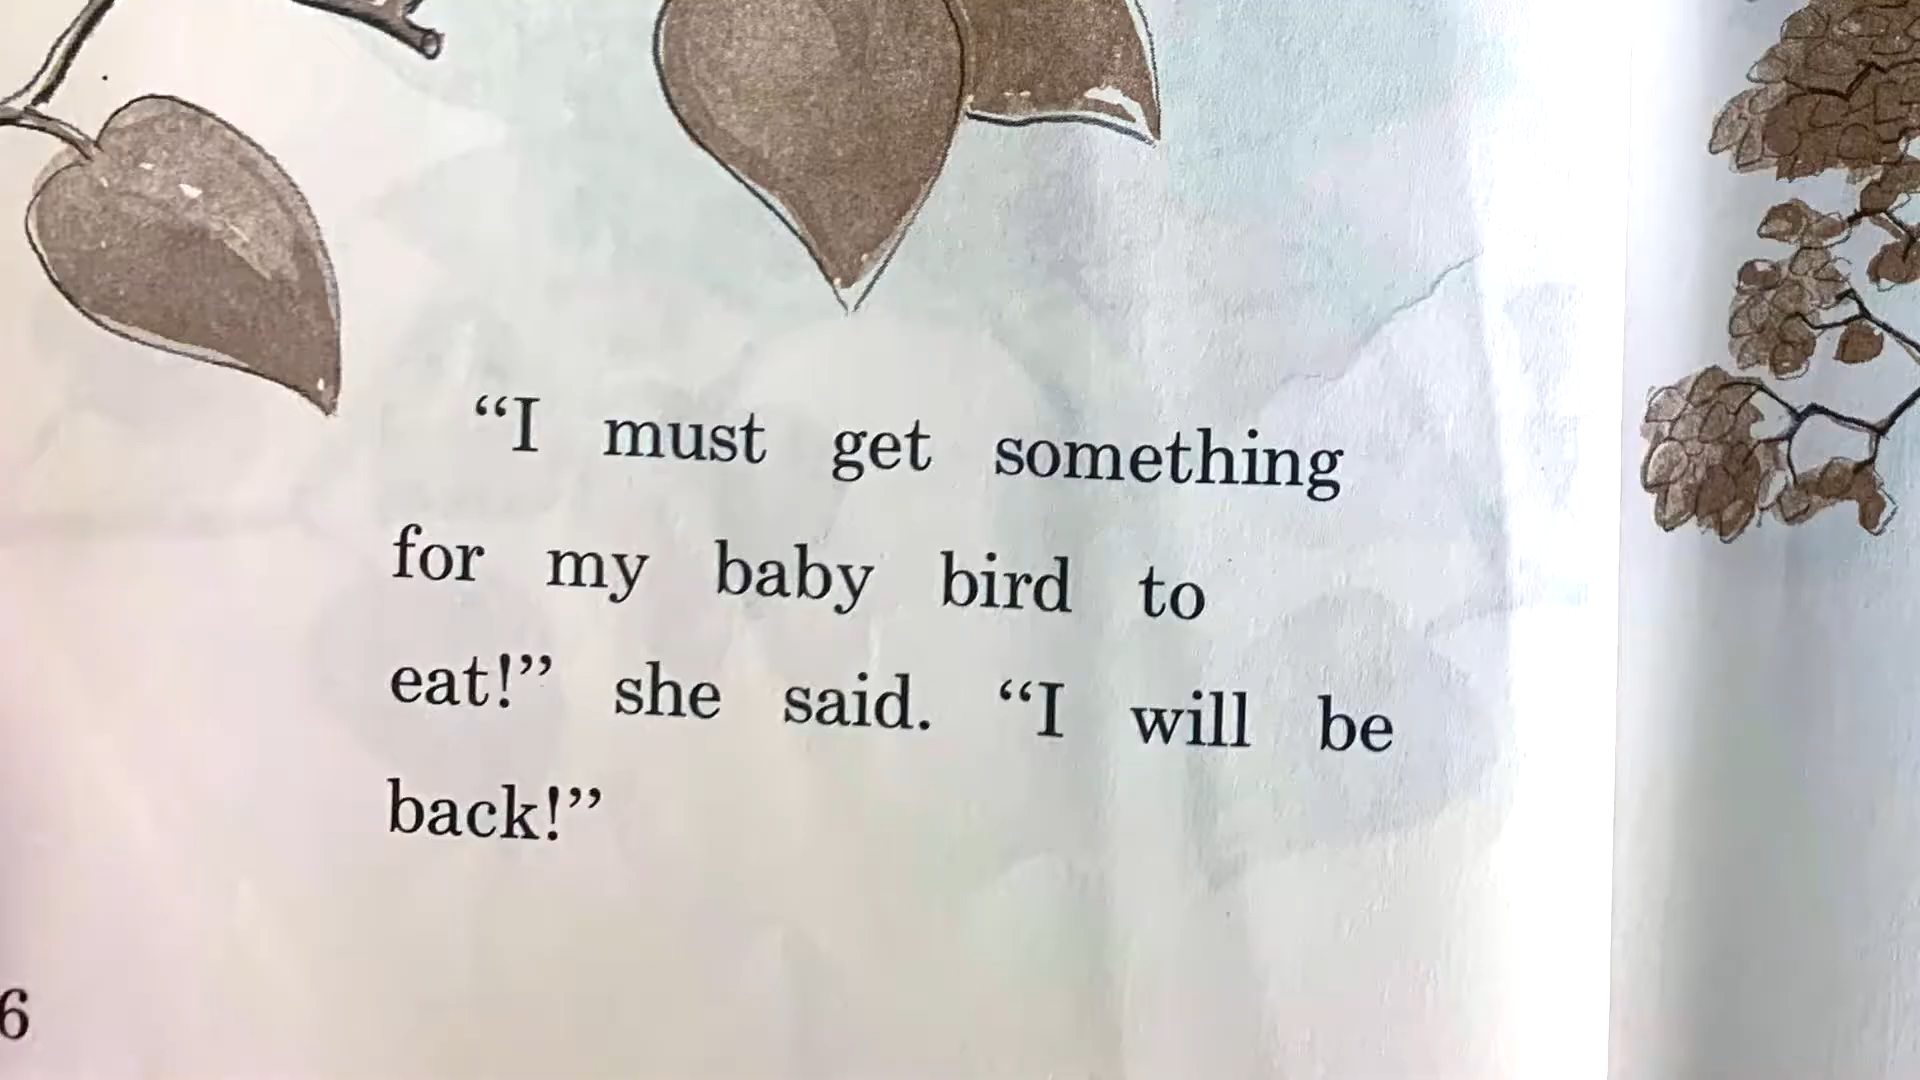 “I must get something
for my baby bird to
eat!” she said. “I will be
back!”
6